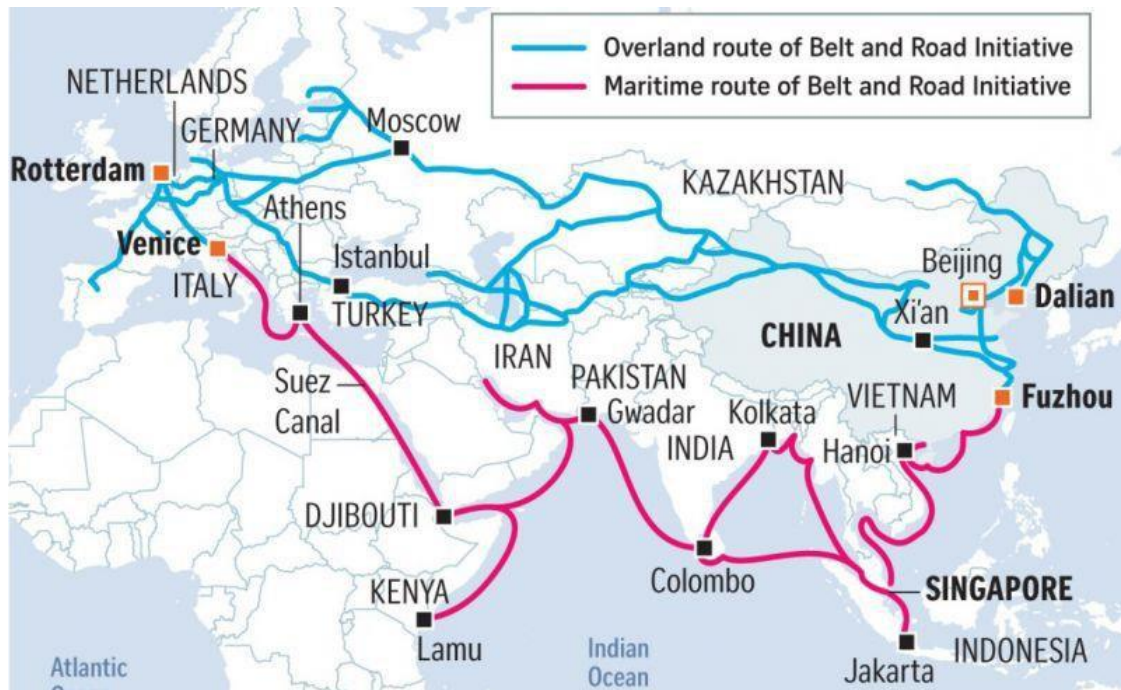 Overland route of Belt and Road Initiative
Maritime route of Belt and Road Initiative
NETHERLANDS
GERMANY
Moscow
Rotterdam
KAZAKHSTAN
Athens
Venice
Istanbul
Beijing
ITALY
Dalian
TURKEY
Xi'an
CHINA
IRAN
Suez
Canal
PAKISTAN
Gwadar
Kolkata
VIETNAM
Fuzhou
INDIA
Hanoi
DJIBOUTI
Colombo
KENYA
SINGAPORE
Lamu
Indian
Ocean
INDONESIA
Jakarta
Atlantic